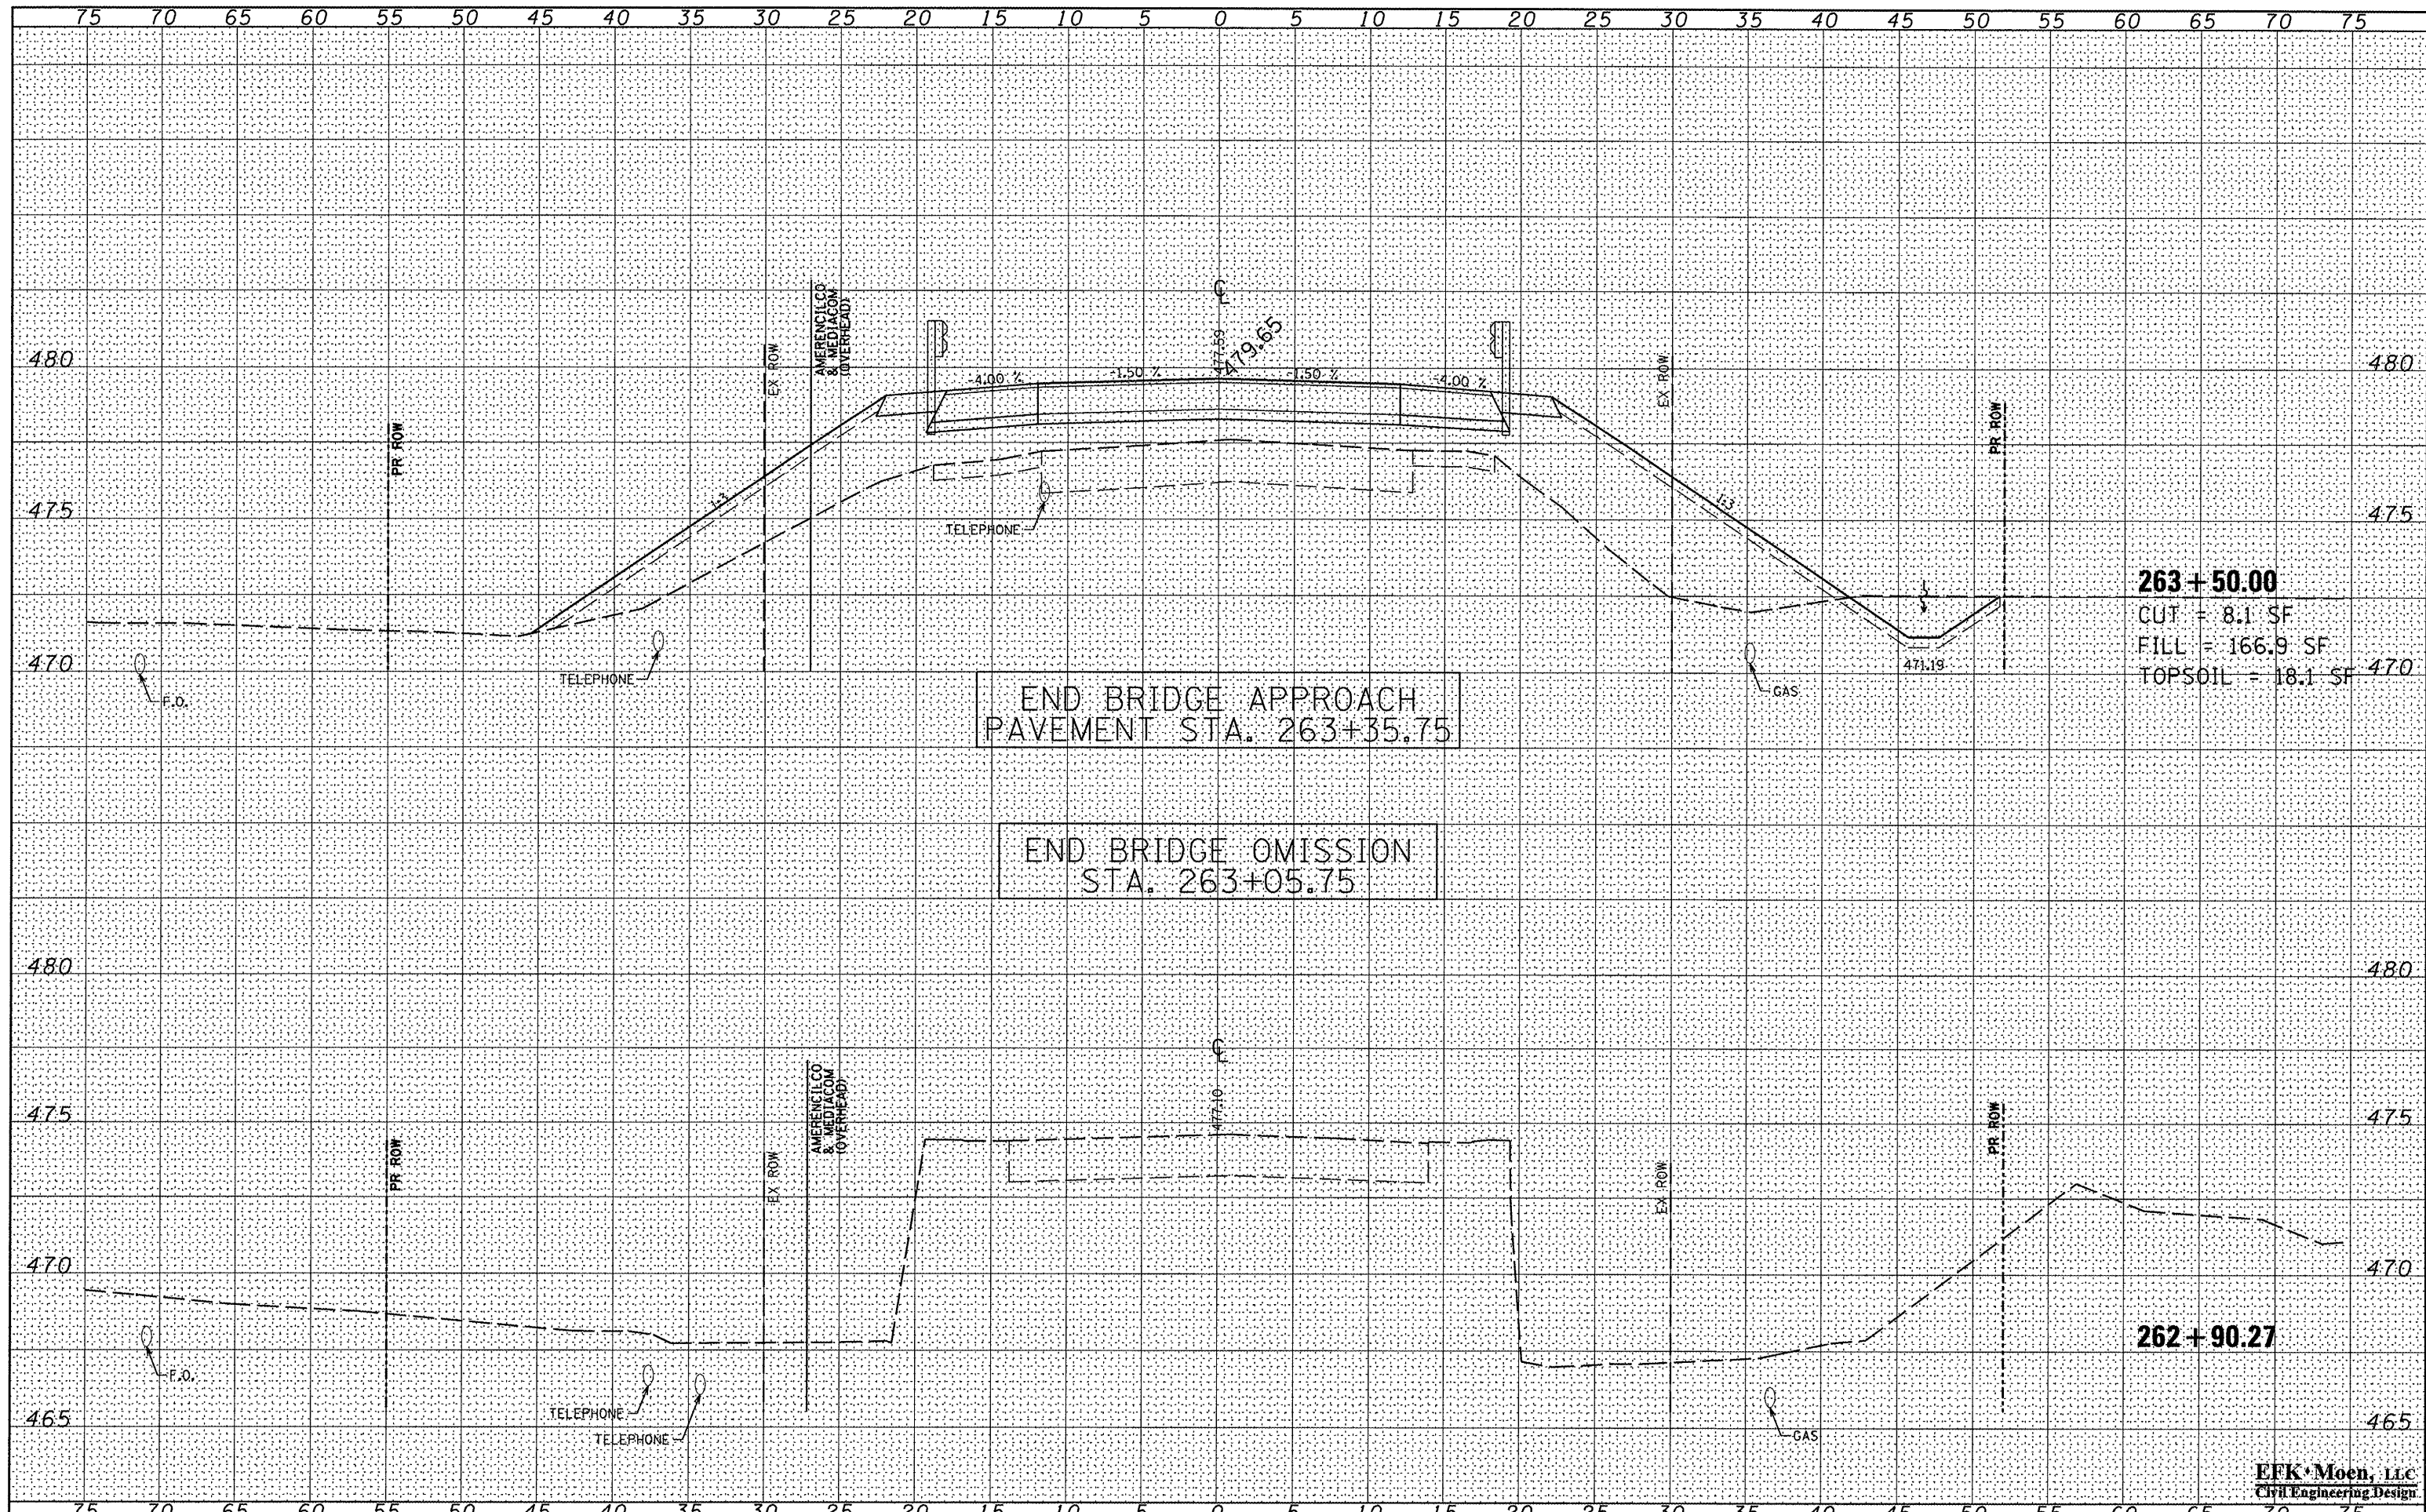 75 70 65 60 55 50 45 40 35 30 25 20 15 10 5 0 5 10 15 20 25 30 35 40 45 50 55 60 65 70 75
EX ROW
AMERENCILCO
& MEDIACOM
(OVERHEAD)
℄
477.59
479.65
EX ROW
480
-4.00 %
-1.50 %
-1.50 %
-4.00 %
480
PR ROW
PR ROW
475
1:3
TELEPHONE
1:3
475
263+50.00
CUT = 8.1 SF
FILL = 166.9 SF
TOPSOIL = 18.1 SF
470
F.O.
TELEPHONE
GAS
471.19
470
END BRIDGE APPROACH
PAVEMENT STA. 263+35.75
END BRIDGE OMISSION
STA. 263+05.75
480
480
℄
AMERENCILCO
& MEDIACOM
(OVERHEAD)
477.10
475
475
PR ROW
EX ROW
EX ROW
PR ROW
470
470
262+90.27
F.O.
TELEPHONE
TELEPHONE
GAS
465
465
EFK•Moen, LLC
Civil Engineering Design
75 70 65 60 55 50 45 40 35 30 25 20 15 10 5 0 5 10 15 20 25 30 35 40 45 50 55 60 65 70 75